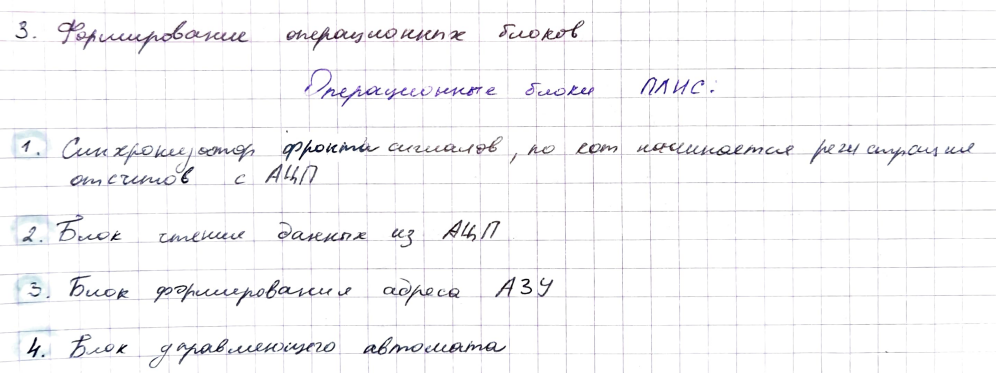 3. Формирование операционных блоков
Операционные блоки ПЛИС:
1. Синхронизатор фронта сигналов, по кот начинается регистрация
отсчетов с АЦП
2. Блок чтения данных из АЦП
3. Блок формирования адреса АЗУ
4. Блок управляющего автомата